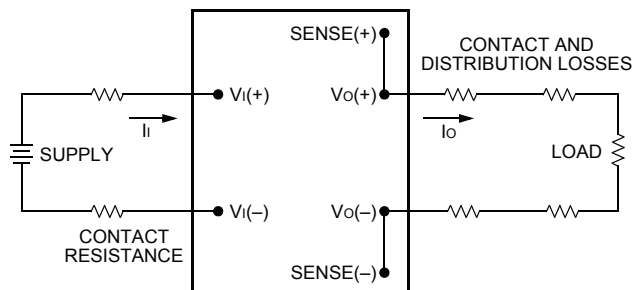 SENSE(+)
CONTACT AND
DISTRIBUTION LOSSES
VI(+)
VO(+)
II
IO
SUPPLY
LOAD
VI(–)
VO(–)
CONTACT
RESISTANCE
SENSE(–)